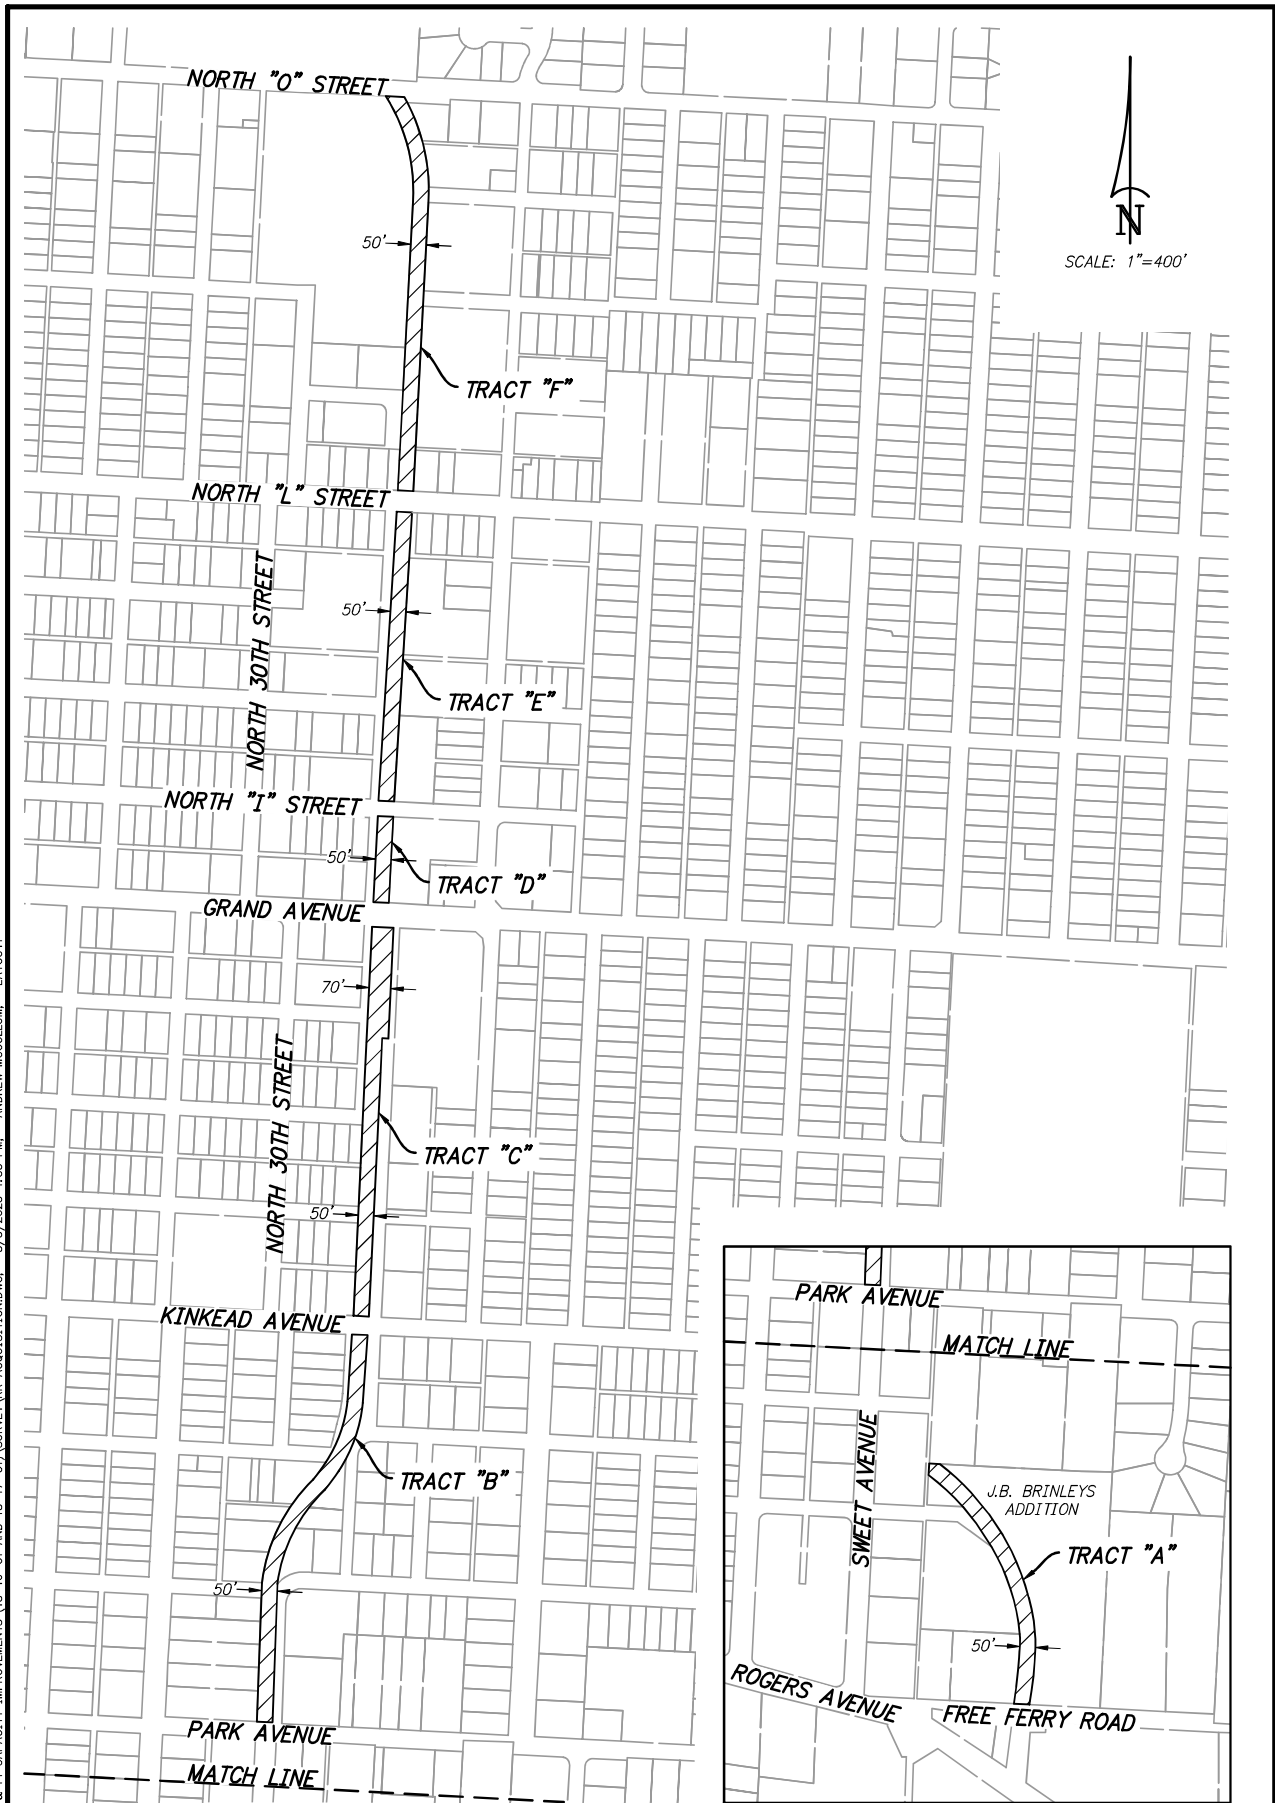 NORTH "O" STREET
N
SCALE: 1"=400'
50'
TRACT "F"
NORTH "L" STREET
NORTH 30TH STREET
50'
TRACT "E"
NORTH "I" STREET
50'
TRACT "D"
GRAND AVENUE
70'
NORTH 30TH STREET
TRACT "C"
50'
KINKEAD AVENUE
TRACT "B"
50'
PARK AVENUE
MATCH LINE
PARK AVENUE
MATCH LINE
SWEET AVENUE
J.B. BRINLEYS
ADDITION
TRACT "A"
50'
ROGERS AVENUE
FREE FERRY ROAD